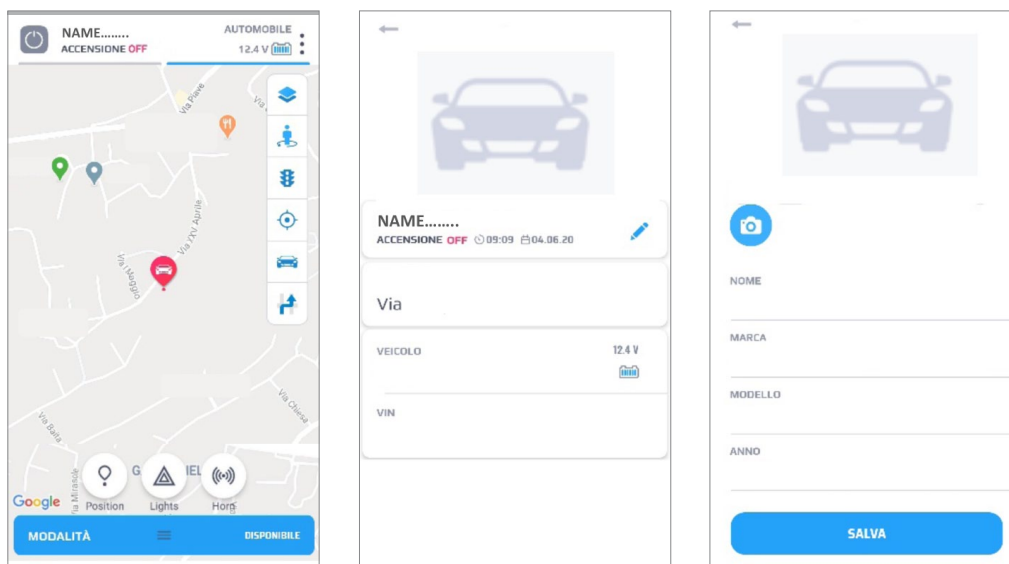 NAME........
ACCENSIONE OFF
AUTOMOBILE
12.4 V
Via Pieve
Via XXV Aprile
Via I Maggio
Via Chiesa
Via Baita
Via Miransole
Google
Position
Lights
Horn
MODALITÀ
DISPONIBILE
NAME........
ACCENSIONE OFF 09:09 04.06.20
Via
VEICOLO
12.4 V
VIN
NOME
MARCA
MODELLO
ANNO
SALVA